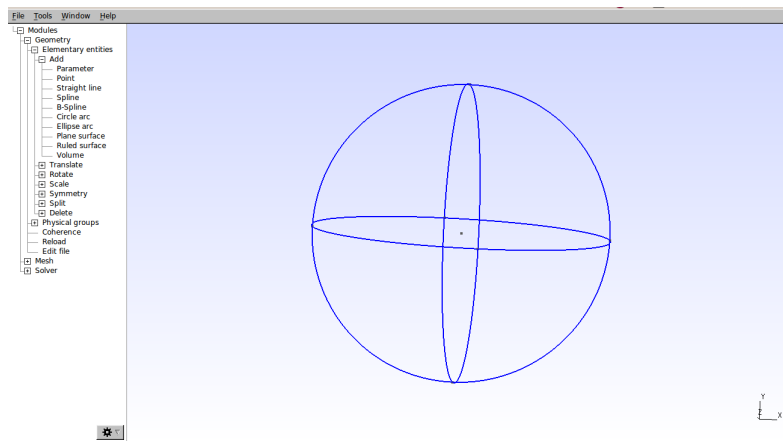 File Tools Window Help
Modules
Geometry
Elementary entities
Add
Parameter
Point
Straight line
Spline
B-Spline
Circle arc
Ellipse arc
Plane surface
Ruled surface
Volume
Translate
Rotate
Scale
Symmetry
Split
Delete
Physical groups
Coherence
Reload
Edit file
Mesh
Solver
Y
Z X